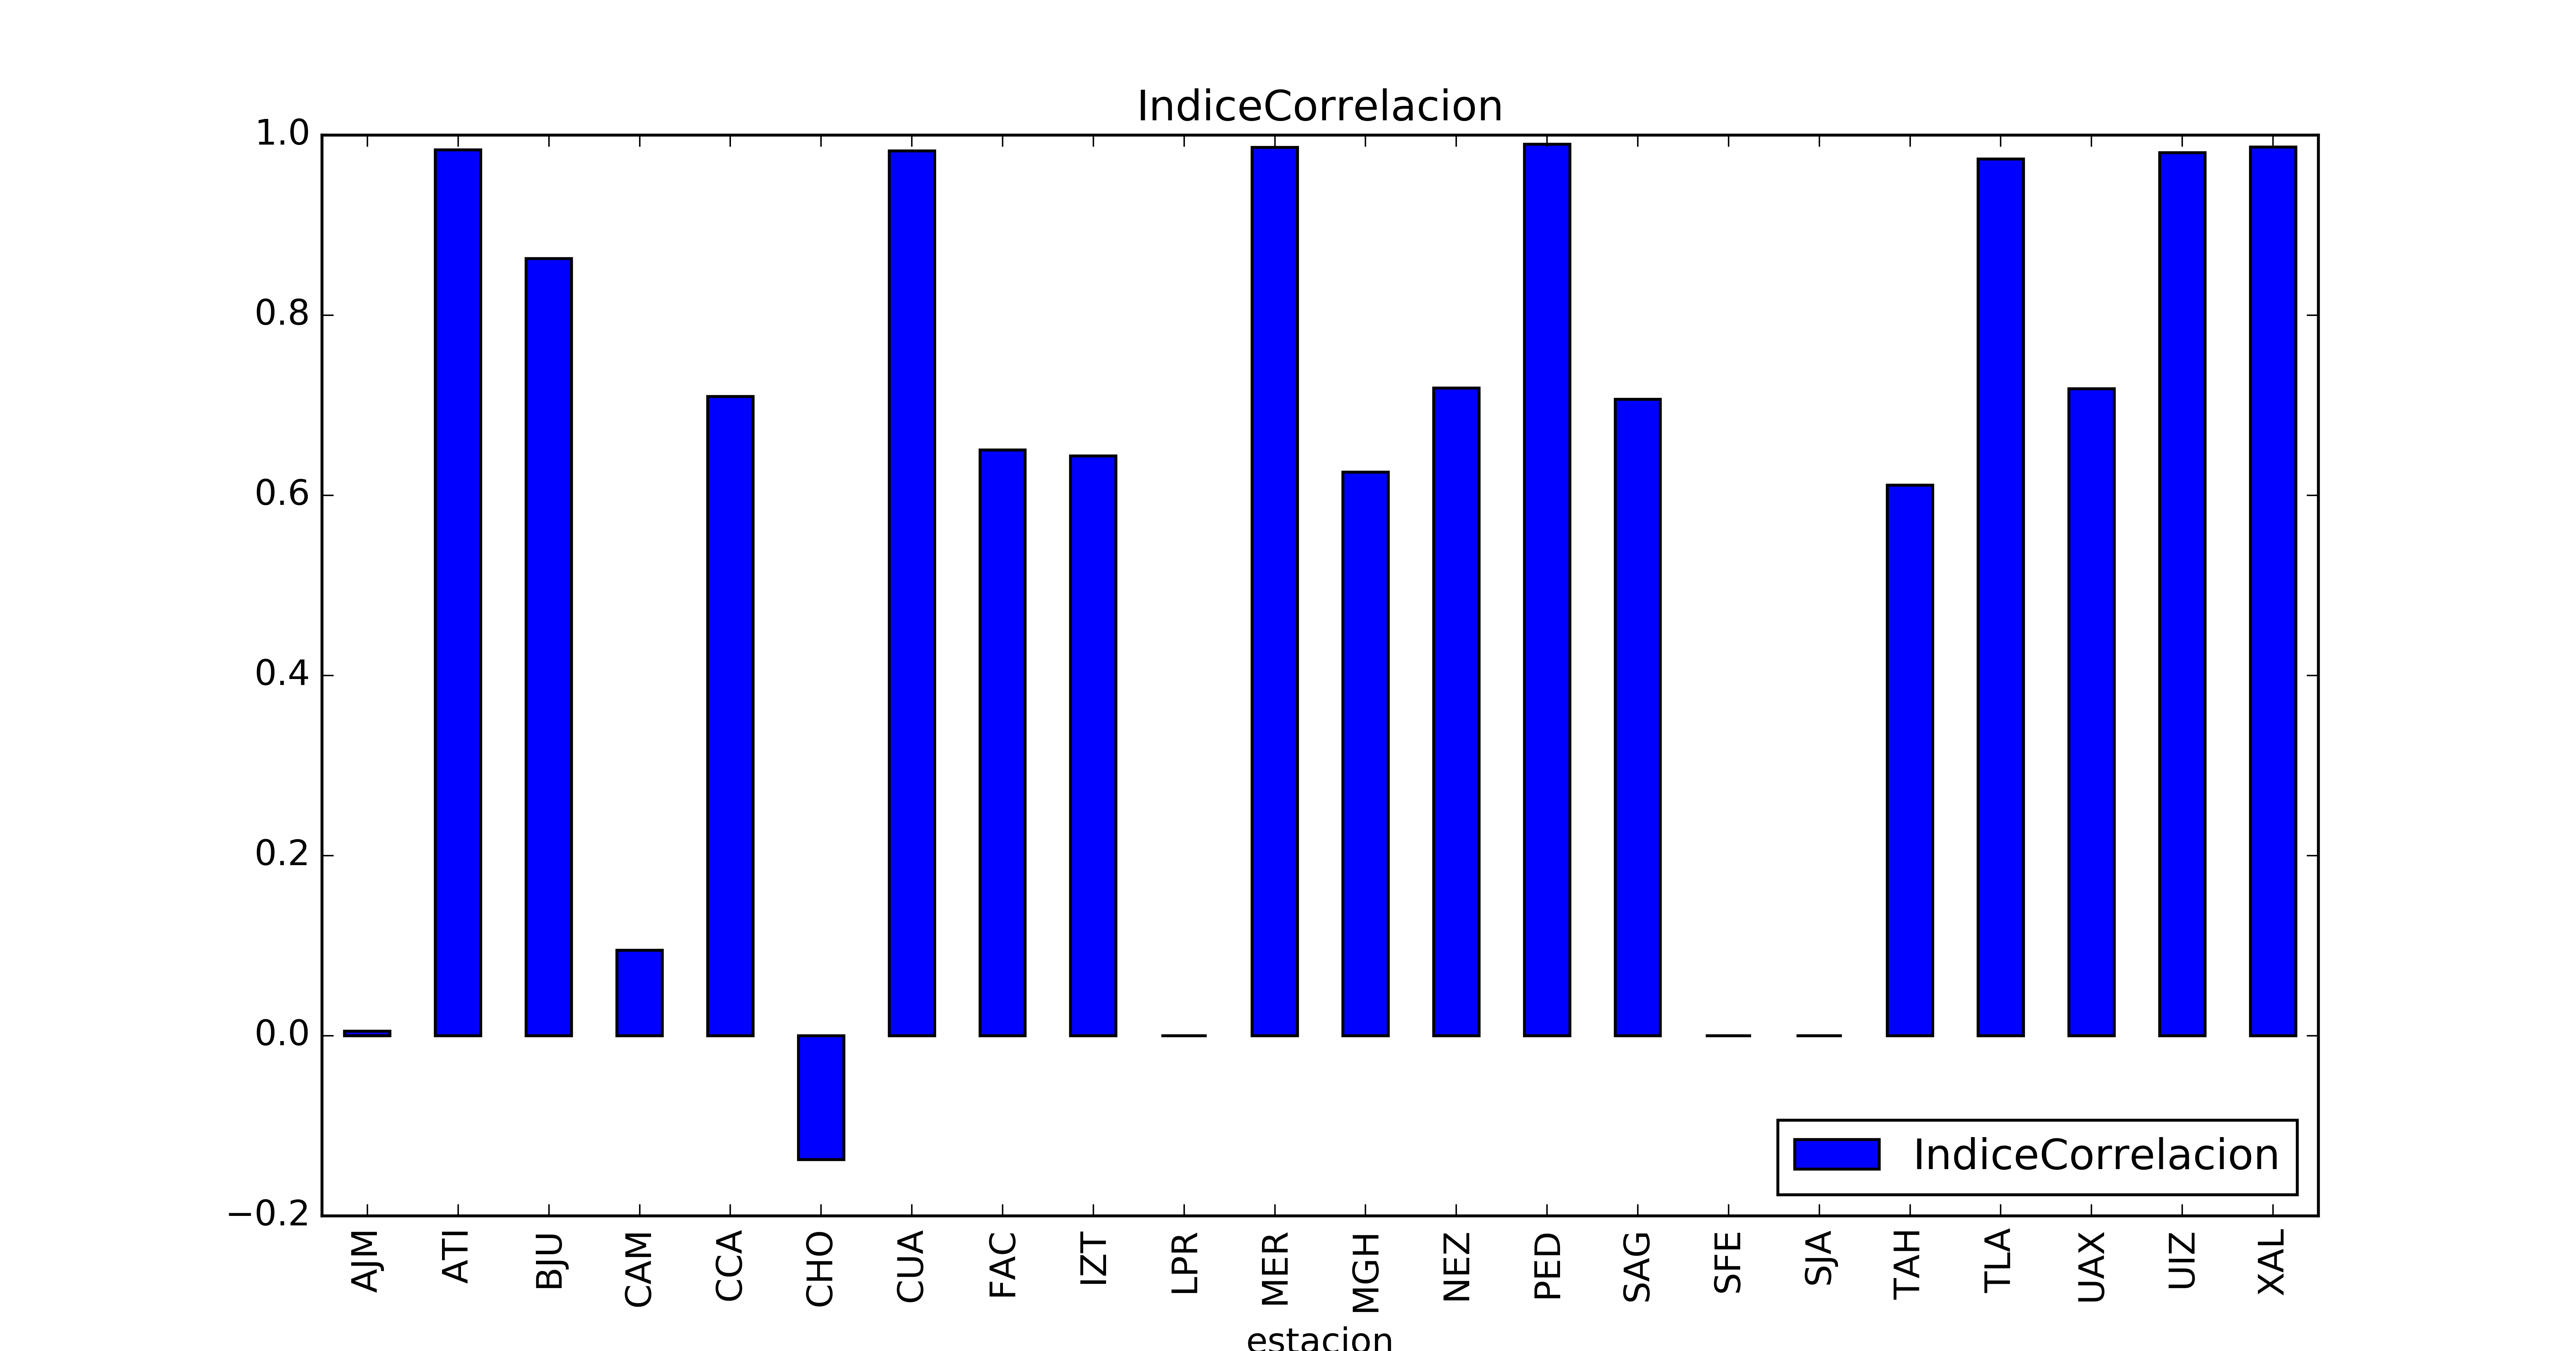 IndiceCorrelacion
1.0
0.8
0.6
0.4
0.2
0.0
−0.2
AJM
ATI
BJU
CAM
CCA
CHO
CUA
FAC
IZT
LPR
MER
MGH
NEZ
PED
SAG
SFE
SJA
TAH
TLA
UAX
UIZ
XAL
estacion
IndiceCorrelacion